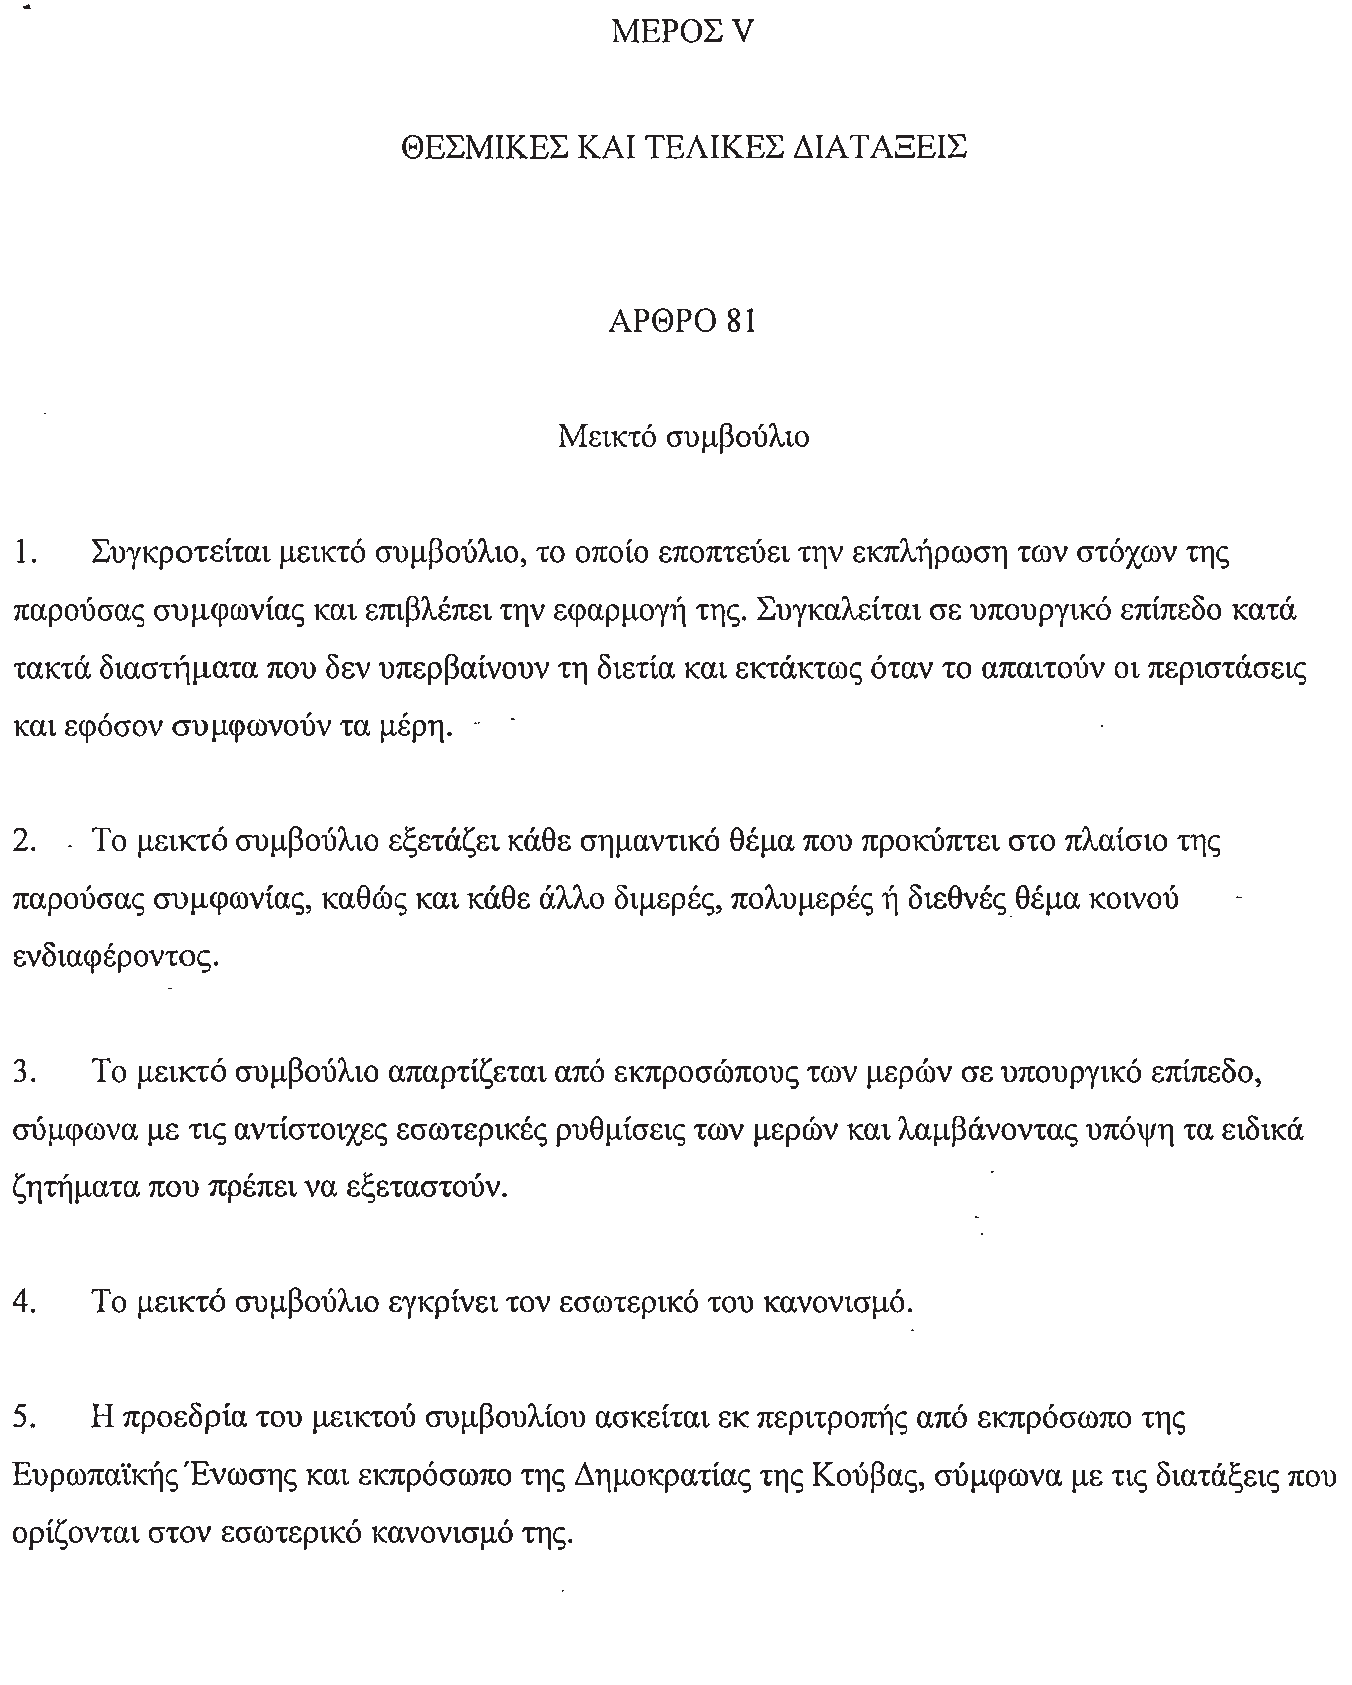 ΜΕΡΟΣ V
ΘΕΣΜΙΚΕΣ ΚΑΙ ΤΕΛΙΚΕΣ ΔΙΑΤΑΞΕΙΣ
ΑΡΘΡΟ 81
Μεικτό συμβούλιο
1. Συγκροτείται μεικτό συμβούλιο, το οποίο εποπτεύει την εκπλήρωση των στόχων της
παρούσας συμφωνίας και επιβλέπει την εφαρμογή της. Συγκαλείται σε υπουργικό επίπεδο κατά
τακτά διαστήματα που δεν υπερβαίνουν τη διετία και εκτάκτως όταν το απαιτούν οι περιστάσεις
και εφόσον συμφωνούν τα μέρη.
2. Το μεικτό συμβούλιο εξετάζει κάθε σημαντικό θέμα που προκύπτει στο πλαίσιο της
παρούσας συμφωνίας, καθώς και κάθε άλλο διμερές, πολυμερές ή διεθνές θέμα κοινού
ενδιαφέροντος.
3. Το μεικτό συμβούλιο απαρτίζεται από εκπροσώπους των μερών σε υπουργικό επίπεδο,
σύμφωνα με τις αντίστοιχες εσωτερικές ρυθμίσεις των μερών και λαμβάνοντας υπόψη τα ειδικά
ζητήματα που πρέπει να εξεταστούν.
4. Το μεικτό συμβούλιο εγκρίνει τον εσωτερικό του κανονισμό.
5. Η προεδρία του μεικτού συμβουλίου ασκείται εκ περιτροπής από εκπρόσωπο της
Ευρωπαϊκής Ένωσης και εκπρόσωπο της Δημοκρατίας της Κούβας, σύμφωνα με τις διατάξεις που
ορίζονται στον εσωτερικό κανονισμό της.